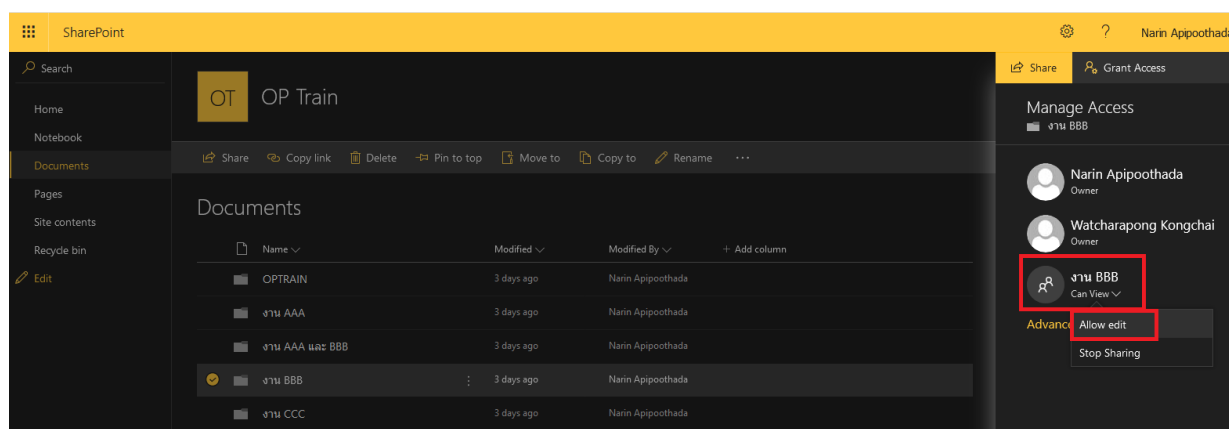 SharePoint
?
Narin Apipoothada
Search
Home
Notebook
Documents
Pages
Site contents
Recycle bin
Edit
OT
OP Train
Share
Copy link
Delete
Pin to top
Move to
Copy to
Rename
...
Documents
Name
Modified
Modified By
+ Add column
OPTRAIN
3 days ago
Narin Apipoothada
งาน AAA
3 days ago
Narin Apipoothada
งาน AAA และ BBB
3 days ago
Narin Apipoothada
งาน BBB
3 days ago
Narin Apipoothada
งาน CCC
3 days ago
Narin Apipoothada
Share
Grant Access
Manage Access
งาน BBB
Narin Apipoothada
Owner
Watcharapong Kongchai
Owner
งาน BBB
Can View
Advanc
Allow edit
Stop Sharing